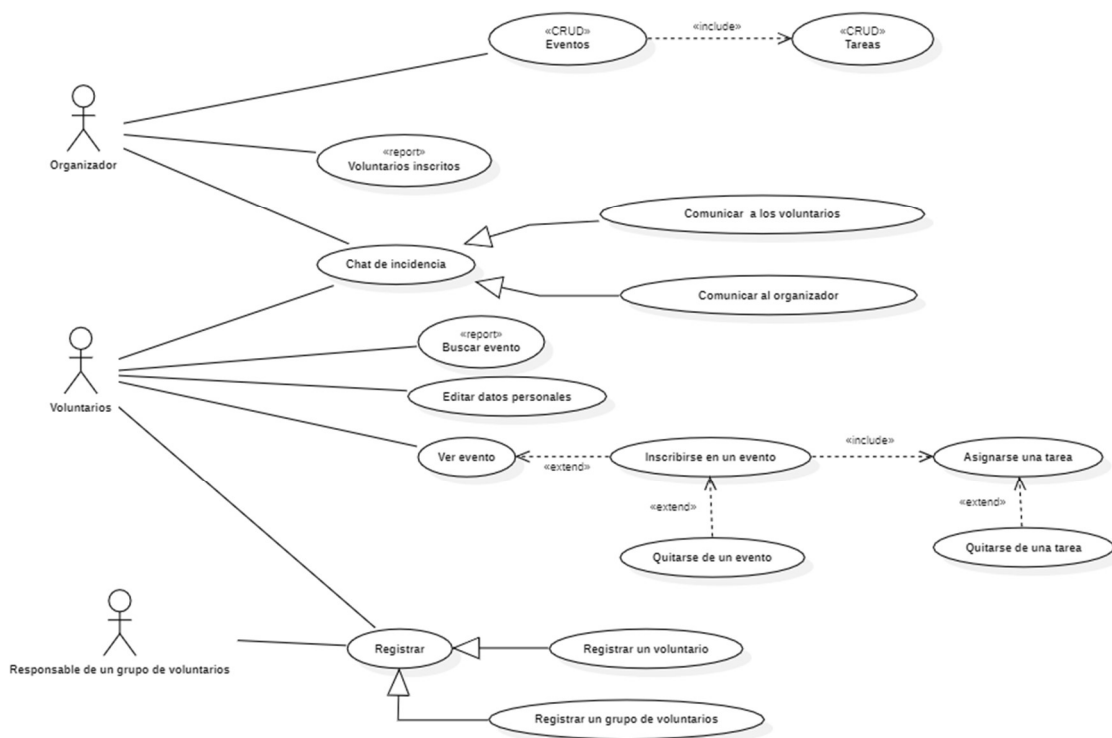 «CRUD»
Eventos
«include»
«CRUD»
Tareas
Organizador
«report»
Voluntarios inscritos
Comunicar a los voluntarios
Chat de incidencia
Comunicar al organizador
«report»
Buscar evento
Voluntarios
Editar datos personales
Ver evento
«extend»
Inscribirse en un evento
«include»
Asignarse una tarea
«extend»
«extend»
Quitarse de un evento
Quitarse de una tarea
Responsable de un grupo de voluntarios
Registrar
Registrar un voluntario
Registrar un grupo de voluntarios